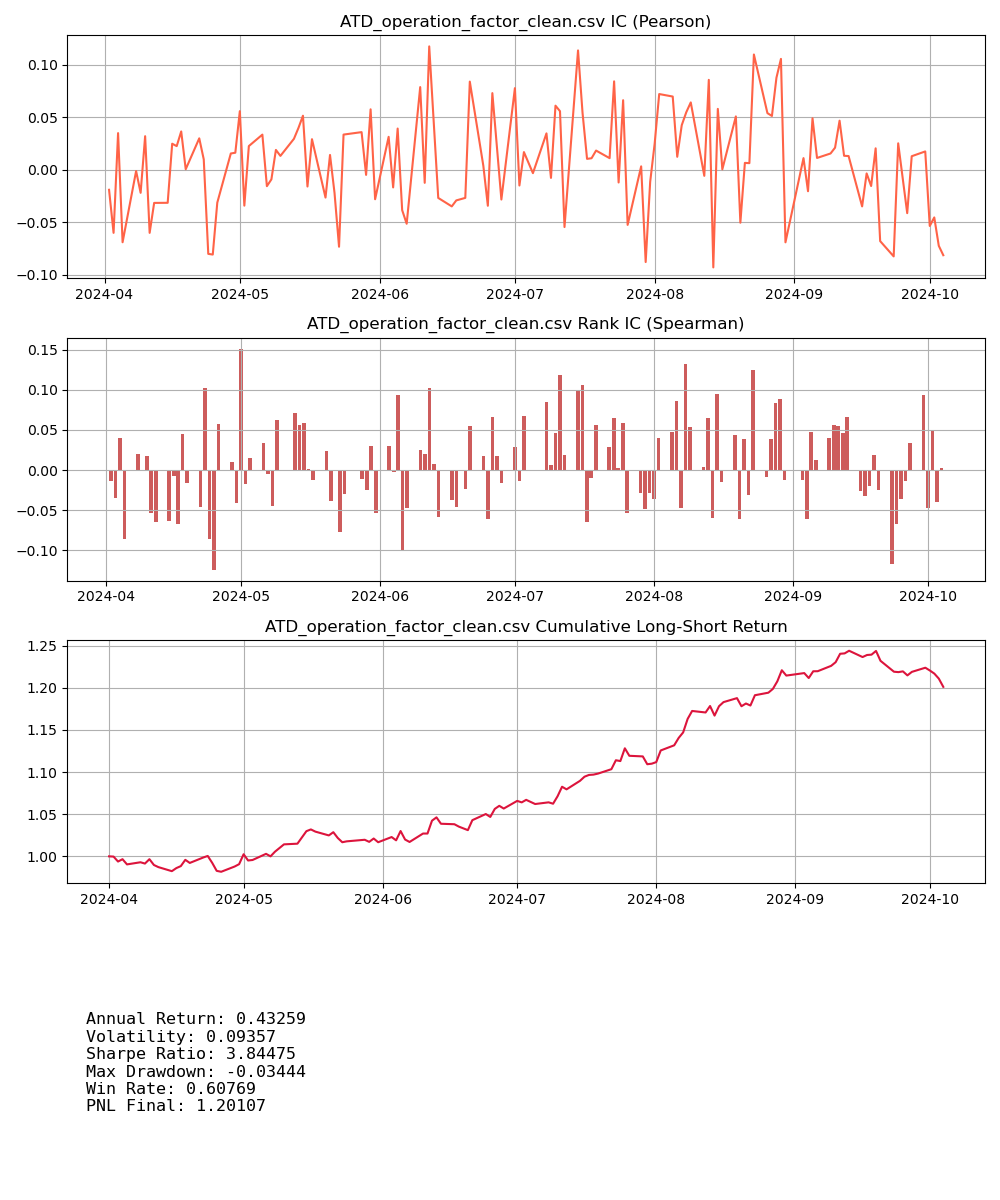 ATD_operation_factor_clean.csv IC (Pearson)
0.10
0.05
0.00
−0.05
−0.10
2024-04 2024-05 2024-06 2024-07 2024-08 2024-09 2024-10
ATD_operation_factor_clean.csv Rank IC (Spearman)
0.15
0.10
0.05
0.00
−0.05
−0.10
2024-04 2024-05 2024-06 2024-07 2024-08 2024-09 2024-10
ATD_operation_factor_clean.csv Cumulative Long-Short Return
1.25
1.20
1.15
1.10
1.05
1.00
2024-04 2024-05 2024-06 2024-07 2024-08 2024-09 2024-10
Annual Return: 0.43259
Volatility: 0.09357
Sharpe Ratio: 3.84475
Max Drawdown: -0.03444
Win Rate: 0.60769
PNL Final: 1.20107